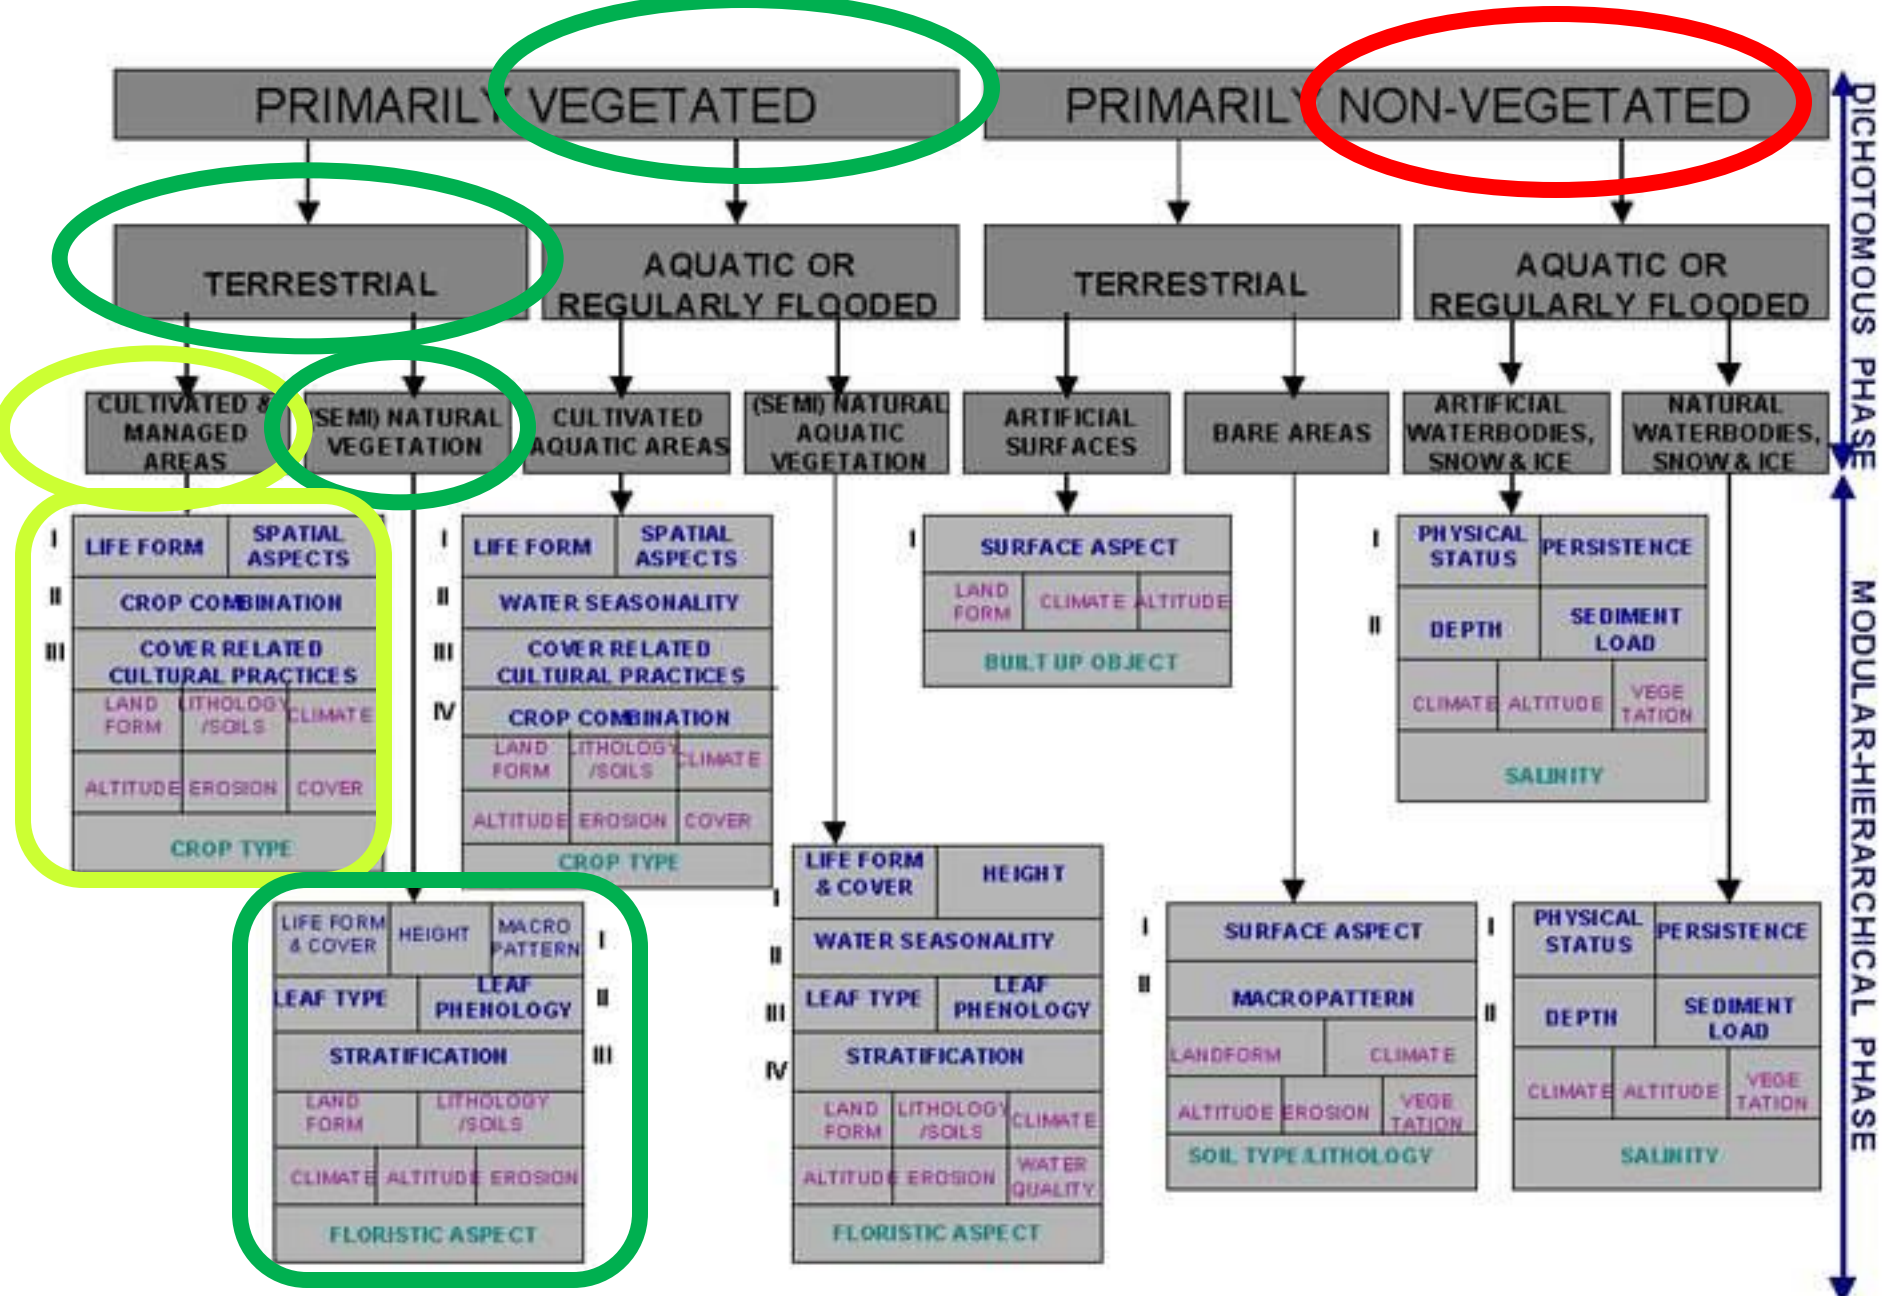 PRIMARILY VEGETATED
PRIMARILY NON-VEGETATED
DICHOTOMOUS PHASE
TERRESTRIAL
AQUATIC OR
REGULARLY FLOODED
TERRESTRIAL
AQUATIC OR
REGULARLY FLOODED
CULTIVATED &
MANAGED
AREAS
(SEMI) NATURAL
VEGETATION
CULTIVATED
AQUATIC AREAS
(SEMI) NATURAL
AQUATIC
VEGETATION
ARTIFICIAL
SURFACES
BARE AREAS
ARTIFICIAL
WATERBODIES,
SNOW & ICE
NATURAL
WATERBODIES,
SNOW & ICE
MODULAR-HIERARCHICAL PHASE
I
LIFE FORM
SPATIAL
ASPECTS
II
CROP COMBINATION
III
COVER RELATED
CULTURAL PRACTICES
LAND
FORM
LITHOLOGY
/SOILS
CLIMATE
ALTITUDE
EROSION
COVER
CROP TYPE
I
LIFE FORM
SPATIAL
ASPECTS
II
WATER SEASONALITY
III
COVER RELATED
CULTURAL PRACTICES
IV
CROP COMBINATION
LAND
FORM
LITHOLOGY
/SOILS
CLIMATE
ALTITUDE
EROSION
COVER
CROP TYPE
I
SURFACE ASPECT
LAND
FORM
CLIMATE
ALTITUDE
BUILT UP OBJECT
I
PHYSICAL
STATUS
PERSISTENCE
II
DEPTH
SEDIMENT
LOAD
CLIMATE
ALTITUDE
VEGE
TATION
SALINITY
LIFE FORM
& COVER
HEIGHT
MACRO
PATTERN
I
LEAF TYPE
LEAF
PHENOLOGY
II
STRATIFICATION
III
LAND
FORM
LITHOLOGY
/SOILS
CLIMATE
ALTITUDE
EROSION
FLORISTIC ASPECT
I
LIFE FORM
& COVER
HEIGHT
II
WATER SEASONALITY
III
LEAF TYPE
LEAF
PHENOLOGY
IV
STRATIFICATION
LAND
FORM
LITHOLOGY
/SOILS
CLIMATE
ALTITUDE
EROSION
WATER
QUALITY
FLORISTIC ASPECT
I
SURFACE ASPECT
II
MACROPATTERN
LANDFORM
CLIMATE
ALTITUDE
EROSION
VEGE
TATION
SOIL TYPE/LITHOLOGY
I
PHYSICAL
STATUS
PERSISTENCE
II
DEPTH
SEDIMENT
LOAD
CLIMATE
ALTITUDE
VEGE
TATION
SALINITY